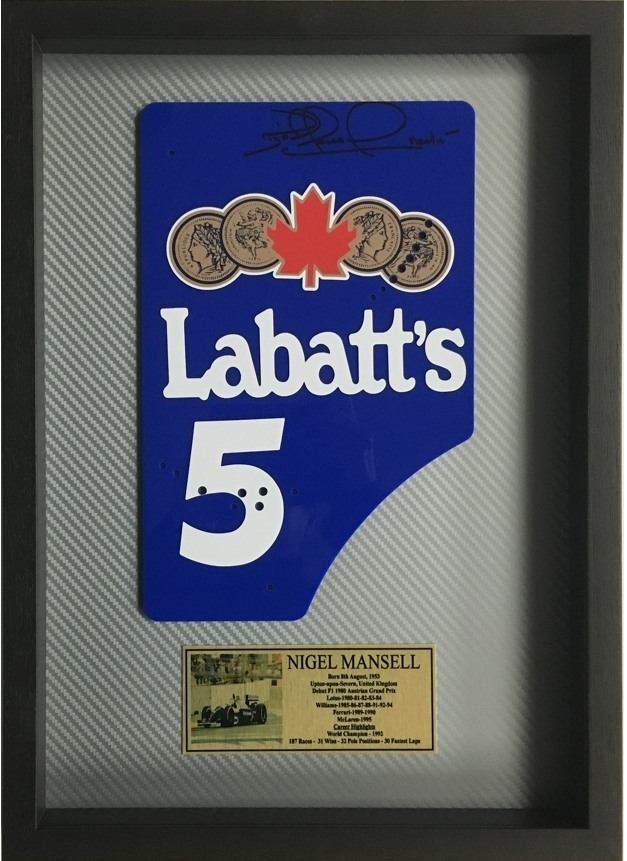 Labatt's
5
NIGEL MANSELL
Born 8th August, 1953
Upton-upon-Severn, United Kingdom
Debut F1 1980 Austrian Grand Prix
Lotus-1980-81-82-83-84
Williams-1985-86-87-88-91-92-94
Ferrari-1989-1990
McLaren-1995
Career Highlights
World Champion - 1992
187 Races - 31 Wins - 32 Pole Positions - 30 Fastest Laps